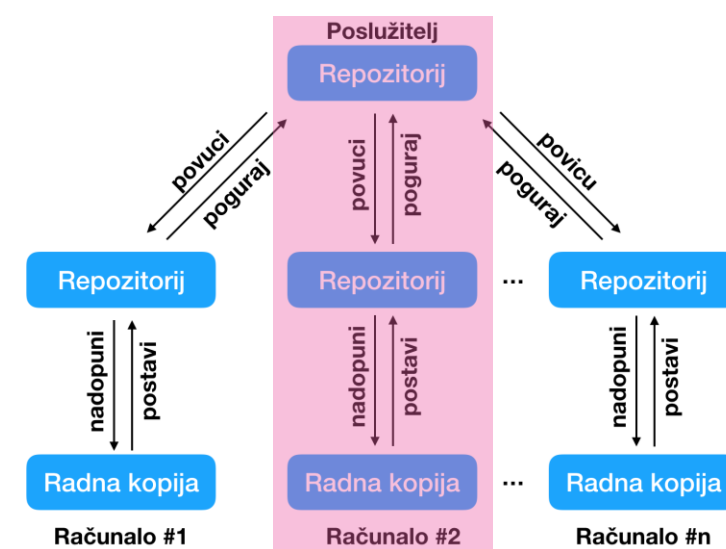 Poslužitelj
Repozitorij
povuci
poguraj
povuci
poguraj
povicu
poguraj
Repozitorij
Repozitorij
...
Repozitorij
nadopuni
postavi
nadopuni
postavi
nadopuni
postavi
Radna kopija
Radna kopija
...
Radna kopija
Računalo #1
Računalo #2
Računalo #n